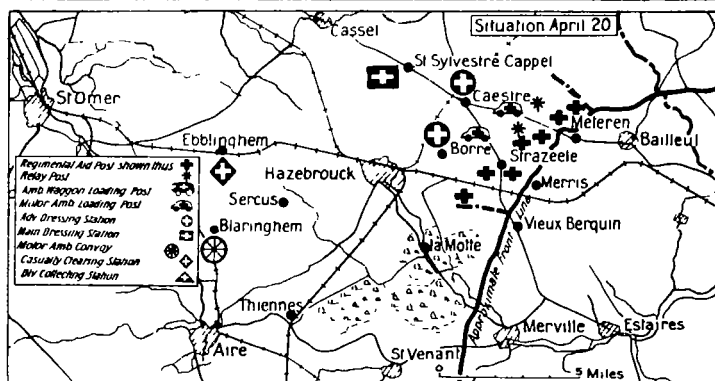 Situation April 20
Cassel
St Sylvestre Cappel
St Omer
Caestre
Meteren
Ebblinghem
Borre
Strazeele
Bailleul
Regimental Aid Post shown thus
Relay Post
Amb Waggon Loading Post
Motor Amb Loading Post
Adv Dressing Station
Main Dressing Station
Motor Amb Convoy
Casualty Clearing Station
Div Collecting Station
Hazebrouck
Sercus
Merris
Blaringhem
Vieux Berquin
la Motte
Approximate Front Line
Thiennes
Merville
Estaires
Aire
St Venant
5 Miles